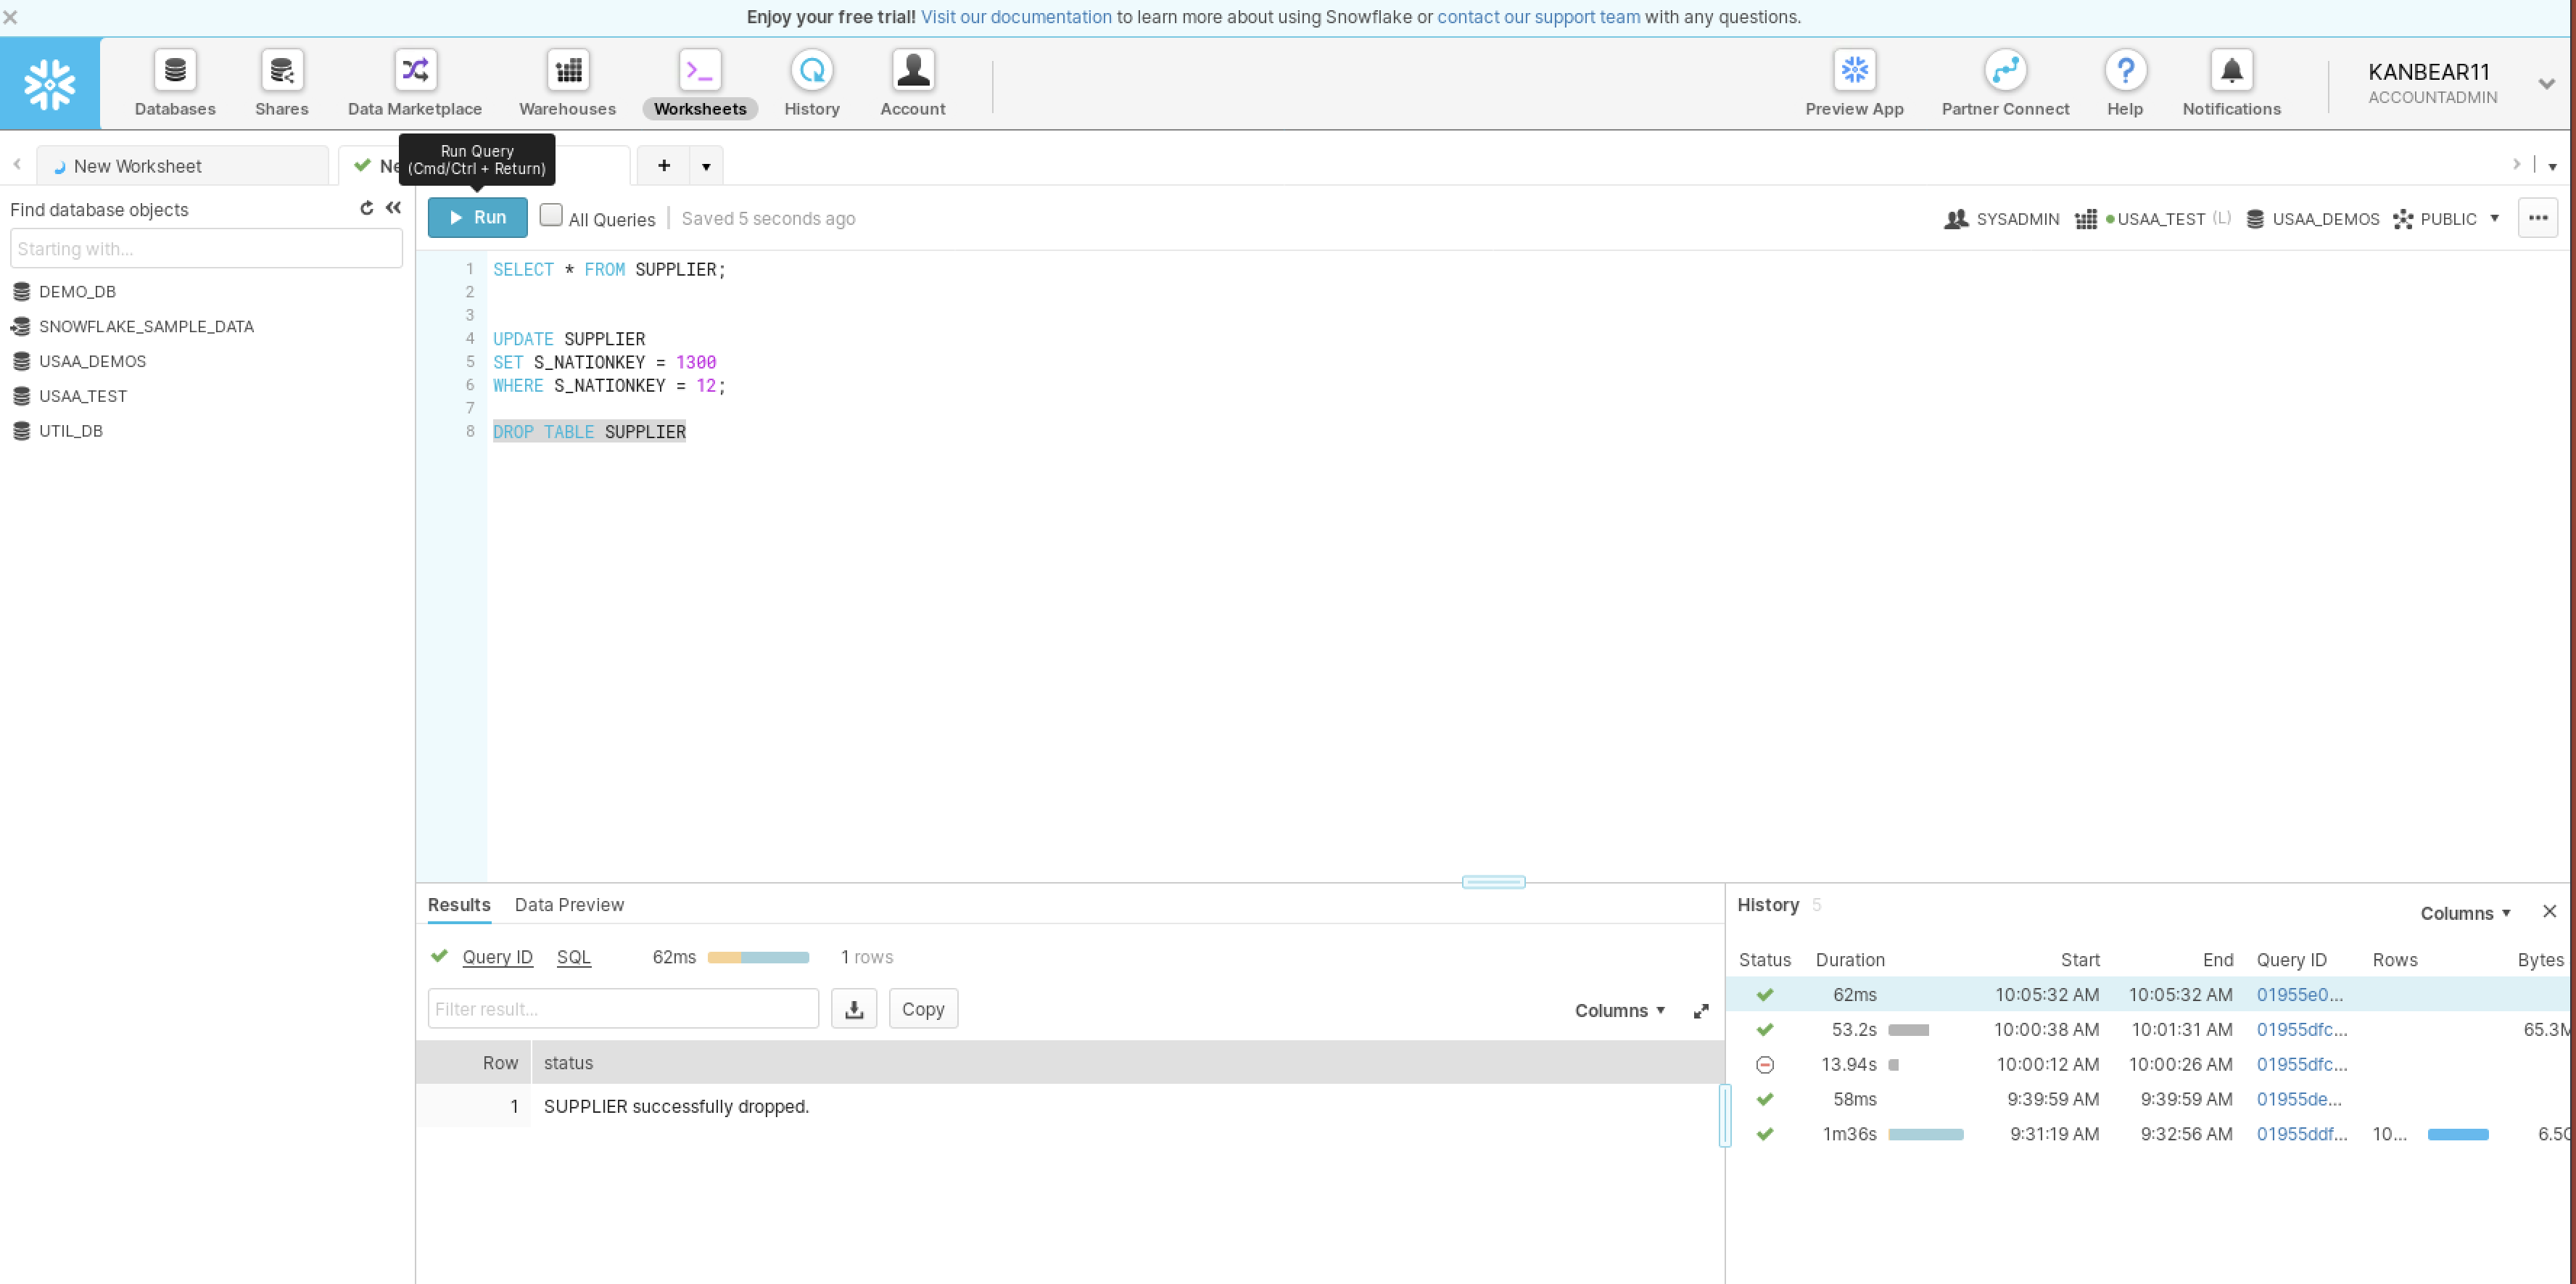 Enjoy your free trial! Visit our documentation to learn more about using Snowflake or contact our support team with any questions.
Databases Shares Data Marketplace Warehouses Worksheets History Account Preview App Partner Connect Help Notifications
KANBEAR11
ACCOUNTADMIN
New Worksheet
Ne
Run Query
(Cmd/Ctrl + Return)
Find database objects
Starting with...
DEMO_DB
SNOWFLAKE_SAMPLE_DATA
USAA_DEMOS
USAA_TEST
UTIL_DB
Run All Queries Saved 5 seconds ago SYSADMIN USAA_TEST (L) USAA_DEMOS PUBLIC
1 SELECT * FROM SUPPLIER;
2
3
4 UPDATE SUPPLIER
5 SET S_NATIONKEY = 1300
6 WHERE S_NATIONKEY = 12;
7
8 DROP TABLE SUPPLIER
Results Data Preview
Query ID SQL 62ms 1 rows
Filter result... Copy Columns
Row status
1 SUPPLIER successfully dropped.
History 5 Columns
Status Duration Start End Query ID Rows Bytes
62ms 10:05:32 AM 10:05:32 AM 01955e0...
53.2s 10:00:38 AM 10:01:31 AM 01955dfc... 65.3M
13.94s 10:00:12 AM 10:00:26 AM 01955dfc...
58ms 9:39:59 AM 9:39:59 AM 01955de...
1m36s 9:31:19 AM 9:32:56 AM 01955ddf... 10... 6.5G